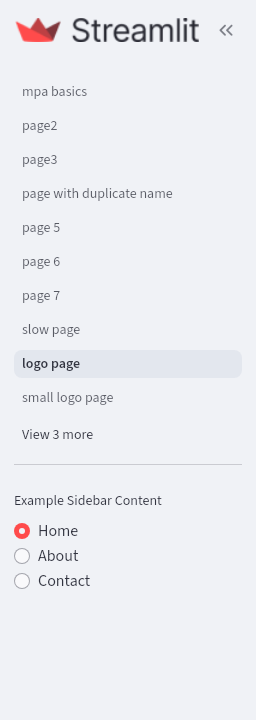 Streamlit
mpa basics
page2
page3
page with duplicate name
page 5
page 6
page 7
slow page
logo page
small logo page
View 3 more
Example Sidebar Content
Home
About
Contact